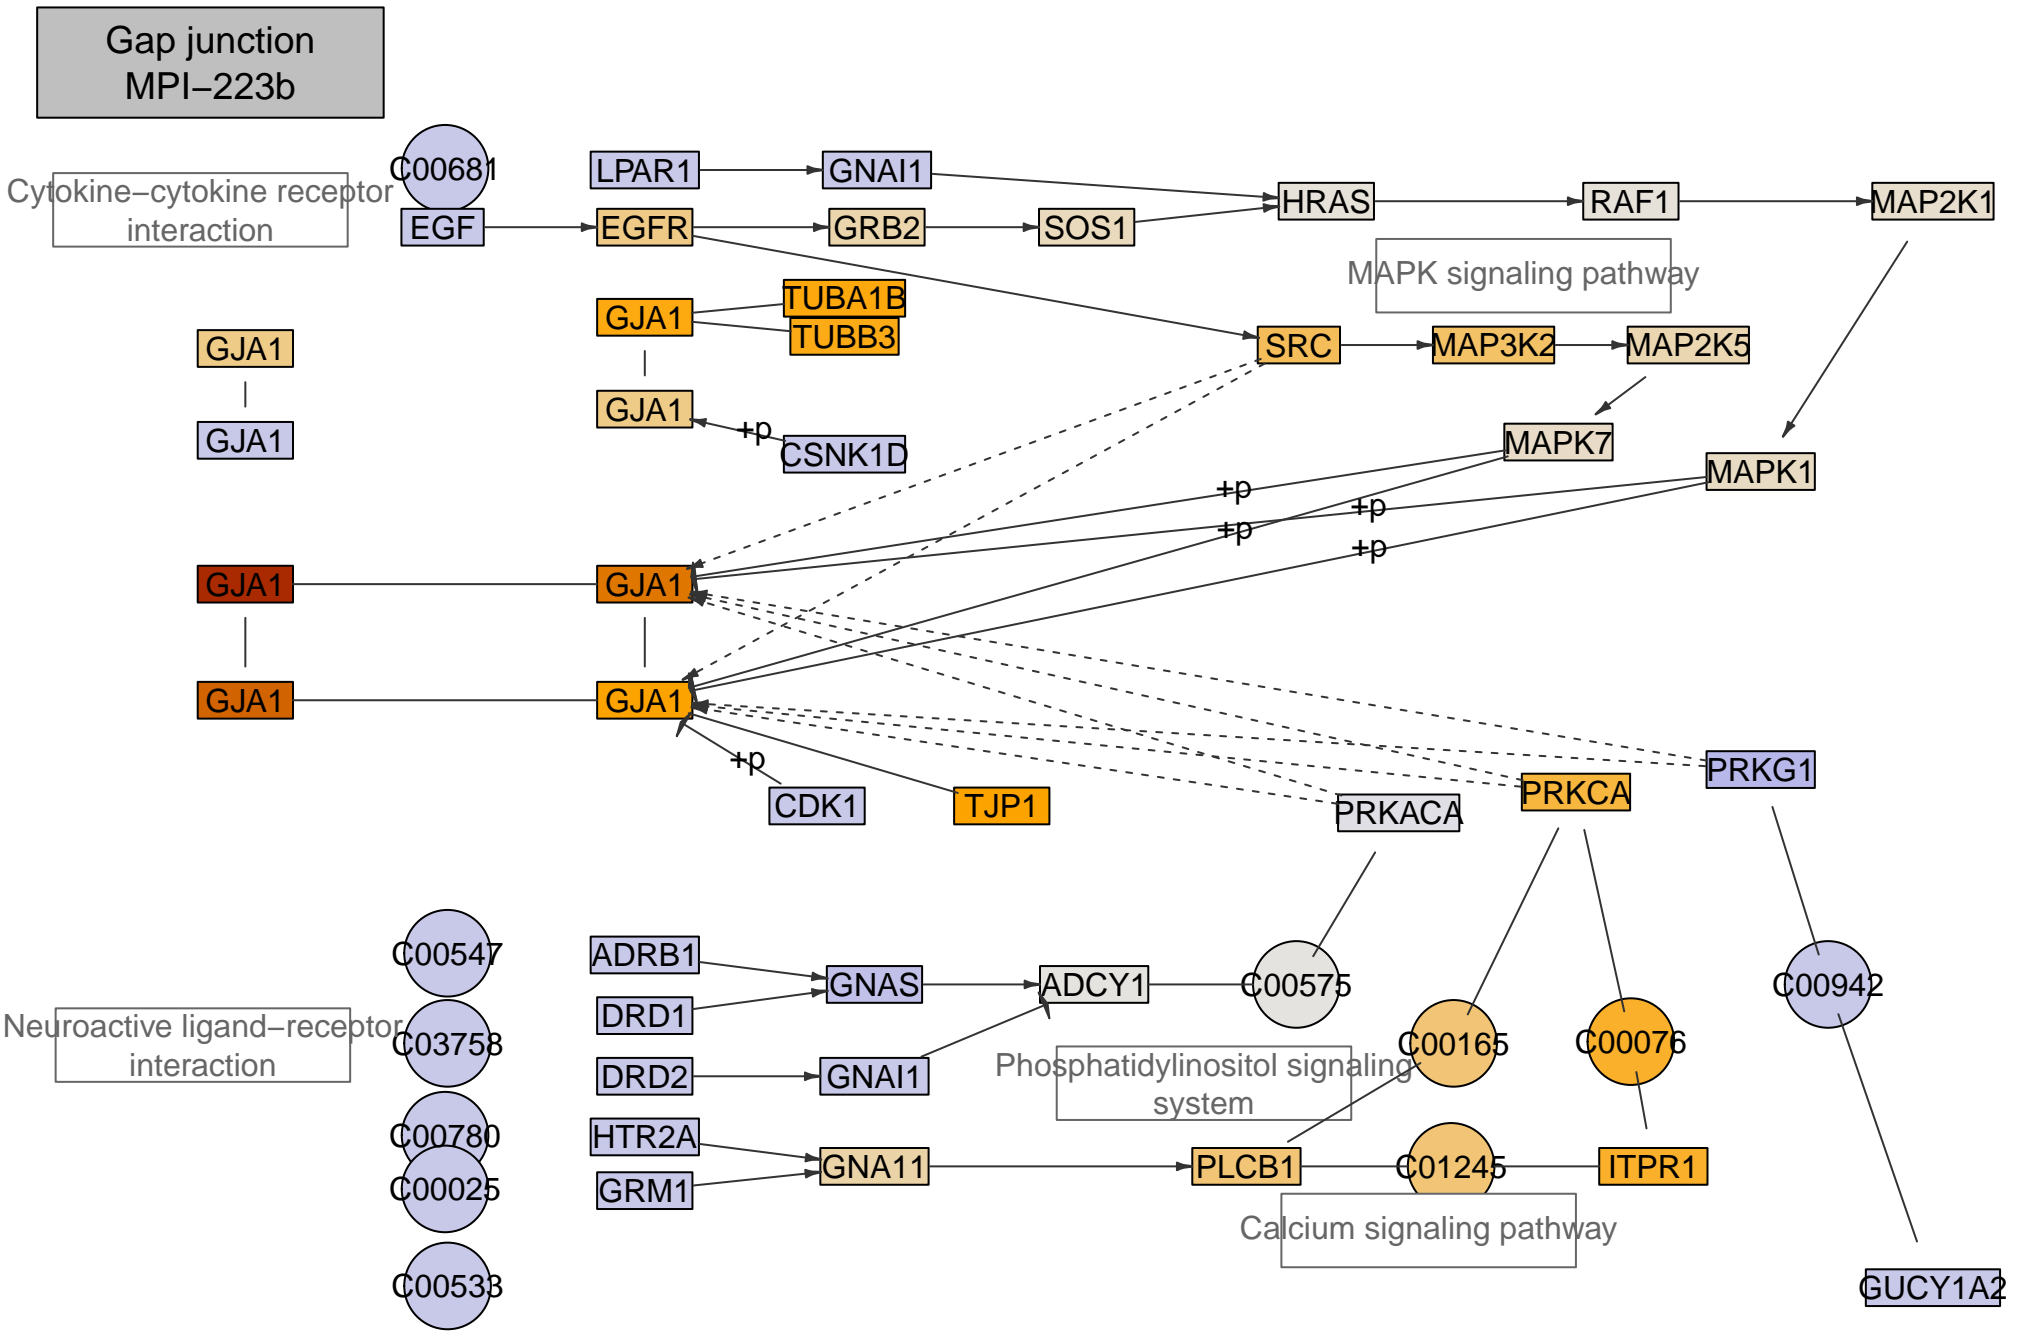 Gap junction
MPI−223b
C00681
LPAR1
GNAI1
Cytokine−cytokine receptor
interaction
HRAS
RAF1
MAP2K1
EGF
EGFR
GRB2
SOS1
MAPK signaling pathway
TUBA1B
GJA1
TUBB3
GJA1
SRC
MAP3K2
MAP2K5
GJA1
+p
GJA1
CSNK1D
MAPK7
MAPK1
+p
+p
+p
+p
GJA1
GJA1
GJA1
GJA1
+p
CDK1
TJP1
PRKACA
PRKCA
PRKG1
C00547
ADRB1
GNAS
ADCY1
C00575
C00942
DRD1
Neuroactive ligand−receptor
interaction
C03758
C00165
C00076
DRD2
GNAI1
Phosphatidylinositol signaling
system
C00780
HTR2A
GNA11
PLCB1
C01245
ITPR1
C00025
GRM1
Calcium signaling pathway
C00533
GUCY1A2